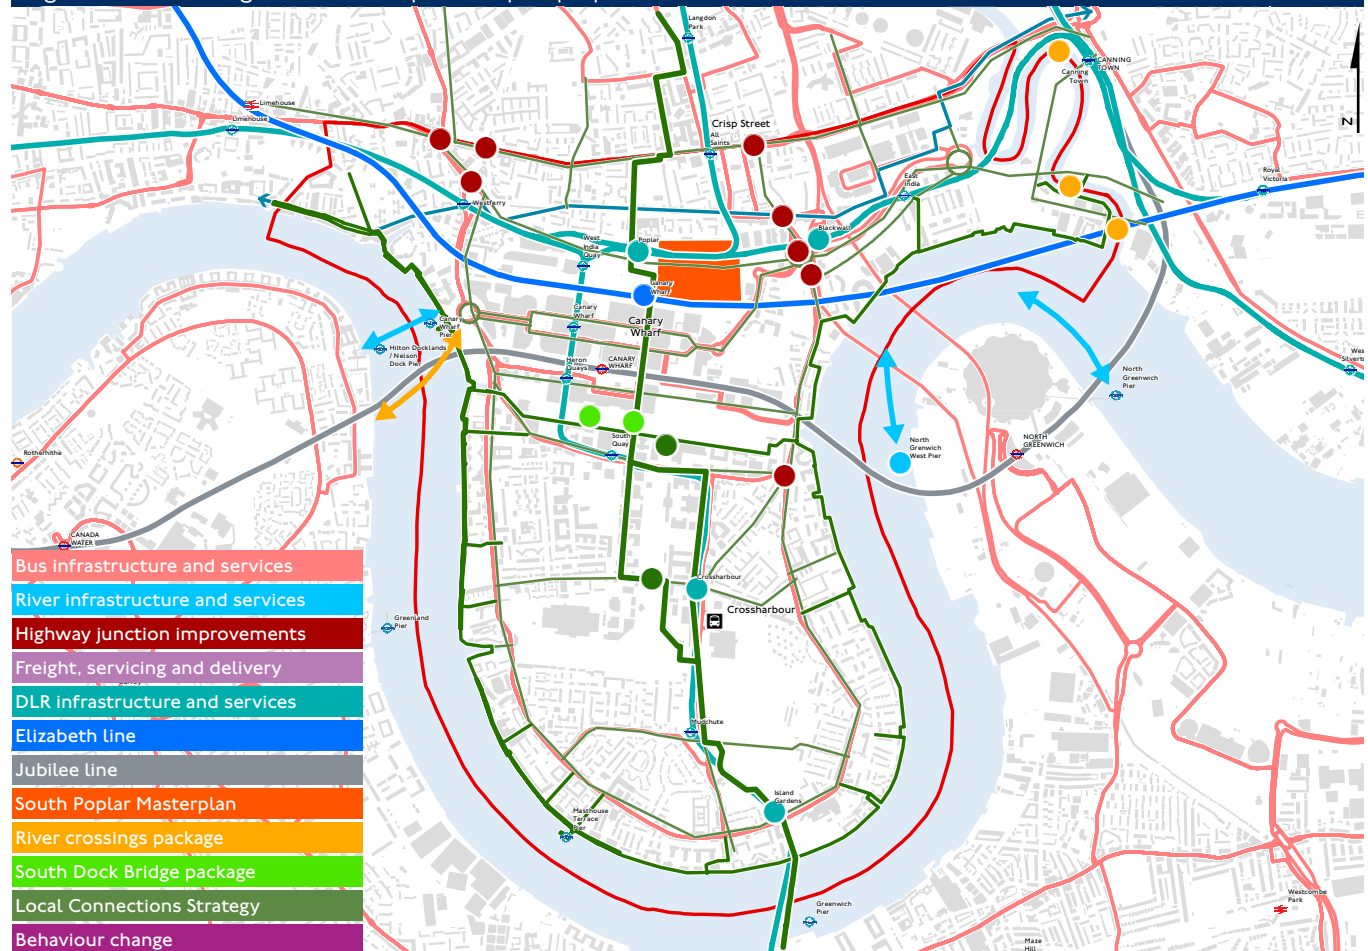 Langdon
Park
CANNING
TOWN
Canning
Town
Limehouse
Limehouse
Crisp Street
All
Saints
N
Royal
Victoria
East
India
Westferry
West
India
Quay
Poplar
Blackwall
Canary
Wharf
Canary
Wharf
Canary
Wharf
Pier
Canary
Wharf
Hilton Docklands
/ Nelson
Dock Pier
Heron
Quays
CANARY
WHARF
North
Greenwich
Pier
South
Quay
North
Grenwich
West Pier
NORTH
GREENWICH
Rotherhithe
CANADA
WATER
Crossharbour
Crossharbour
Greenland
Pier
Mudchute
Island
Gardens
Masthouse
Terrace
Pier
Greenwich
Pier
Westcombe
Park
Maze
Hill
Bus infrastructure and services
River infrastructure and services
Highway junction improvements
Freight, servicing and delivery
DLR infrastructure and services
Elizabeth line
Jubilee line
South Poplar Masterplan
River crossings package
South Dock Bridge package
Local Connections Strategy
Behaviour change